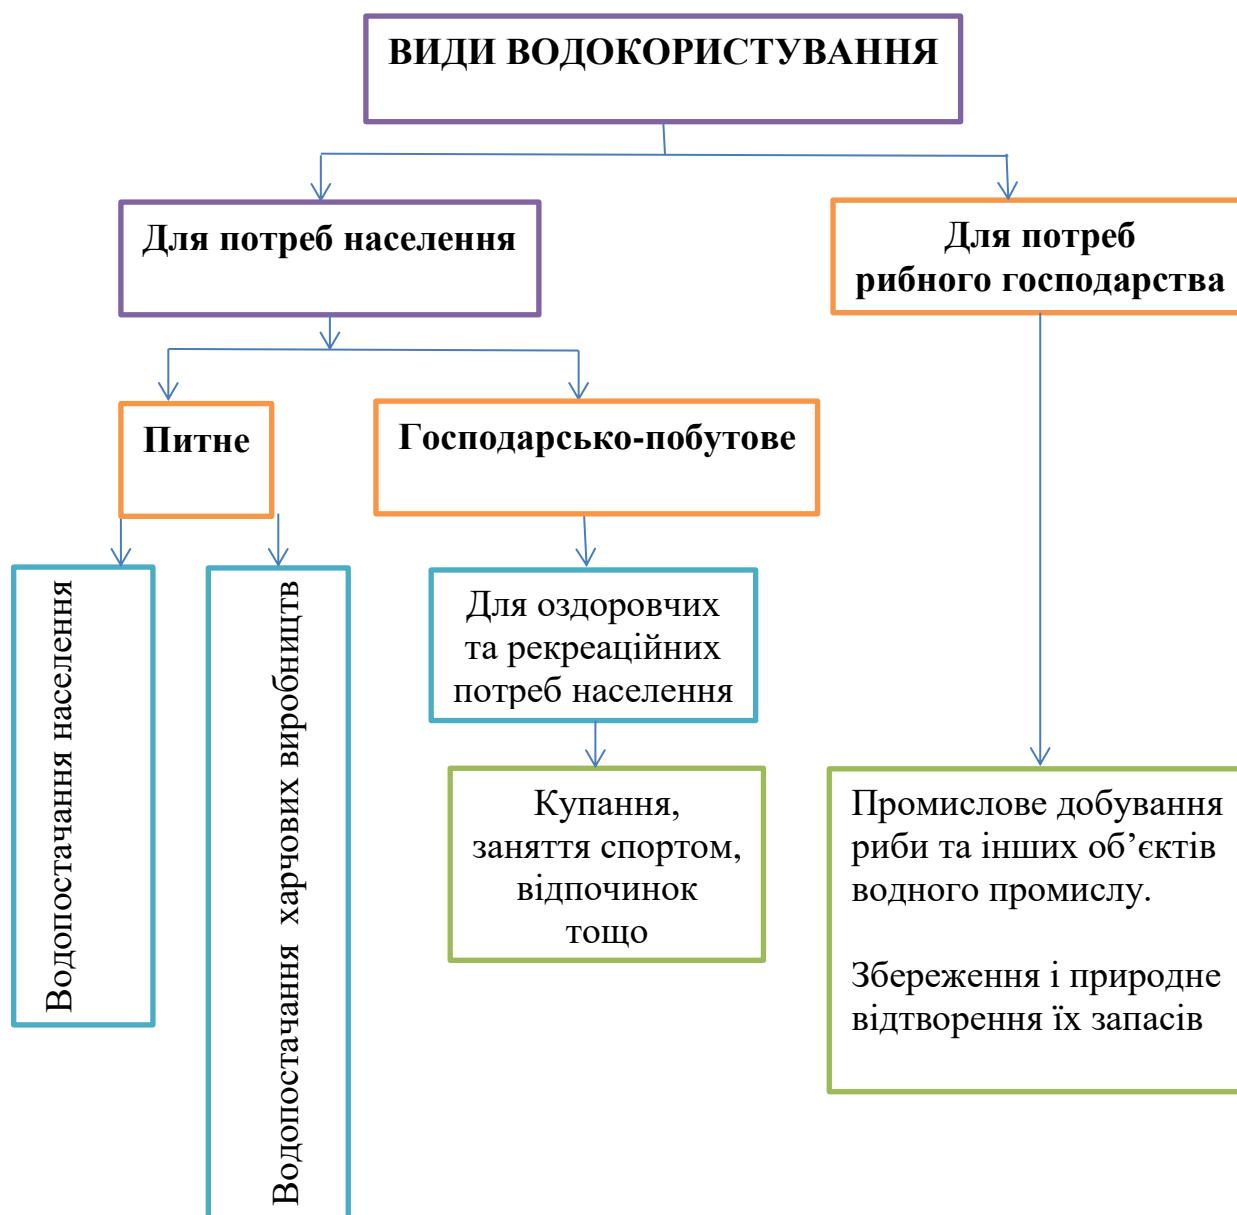 ВИДИ ВОДОКОРИСТУВАННЯ
Для потреб населення
Для потреб
рибного господарства
Питне
Господарсько-побутове
Водопостачання населення
Водопостачання харчових виробництв
Для оздоровчих
та рекреаційних
потреб населення
Купання,
заняття спортом,
відпочинок
тощо
Промислове добування
риби та інших об’єктів
водного промислу.
Збереження і природне
відтворення їх запасів